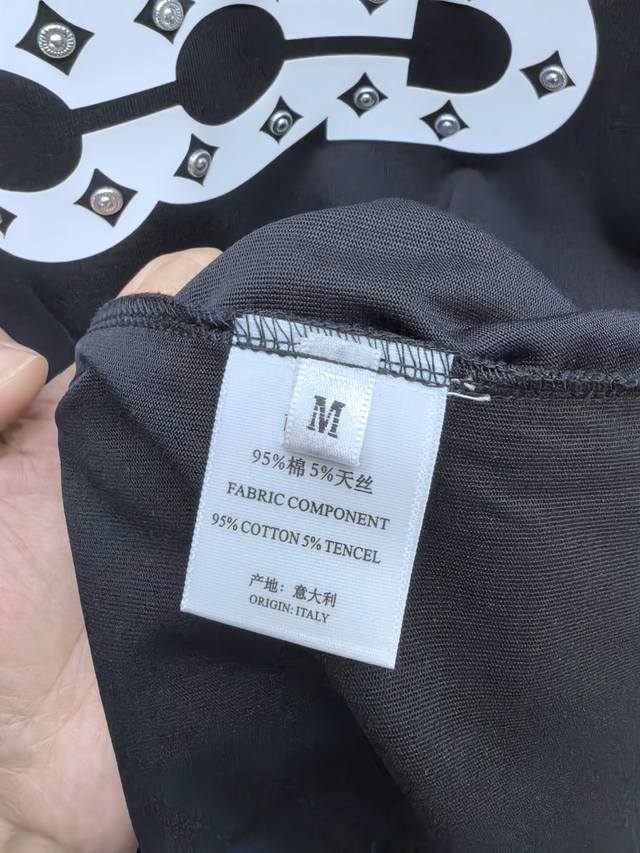 M
95%棉 5%天丝
FABRIC COMPONENT
95% COTTON 5% TENCEL
产地：意大利
ORIGIN: ITALY